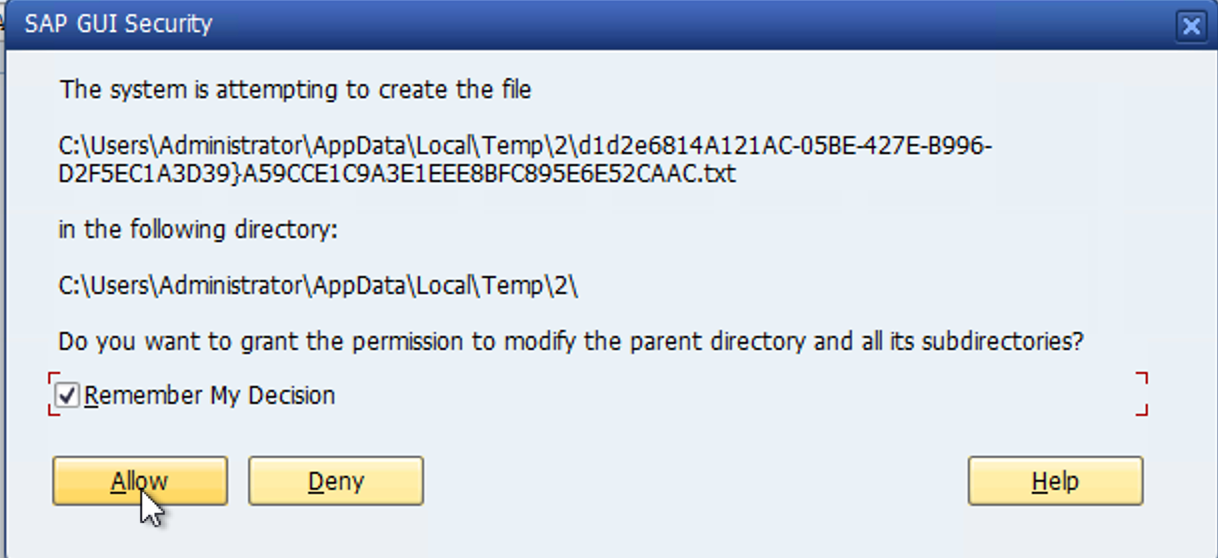 SAP GUI Security
The system is attempting to create the file
C:\Users\Administrator\AppData\Local\Temp\2\d1d2e6814A121AC-05BE-427E-B996-
D2F5EC1A3D39}A59CCE1C9A3E1EEE8BFC895E6E52CAAC.txt
in the following directory:
C:\Users\Administrator\AppData\Local\Temp\2\
Do you want to grant the permission to modify the parent directory and all its subdirectories?
Remember My Decision
Allow Deny Help